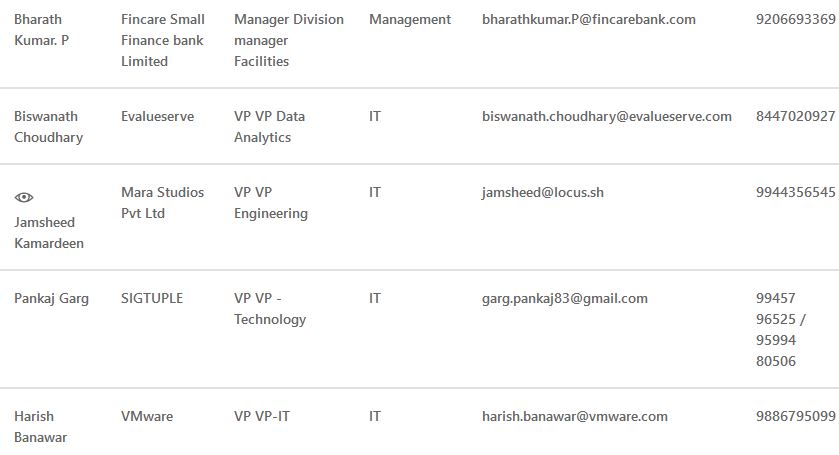 Bharath Kumar. P Fincare Small Finance bank Limited Manager Division manager Facilities Management bharathkumar.P@fincarebank.com 9206693369
Biswanath Choudhary Evalueserve VP VP Data Analytics IT biswanath.choudhary@evalueserve.com 8447020927
Jamsheed Kamardeen Mara Studios Pvt Ltd VP VP Engineering IT jamsheed@locus.sh 9944356545
Pankaj Garg SIGTUPLE VP VP - Technology IT garg.pankaj83@gmail.com 99457 96525 / 95994 80506
Harish Banawar VMware VP VP-IT IT harish.banawar@vmware.com 9886795099